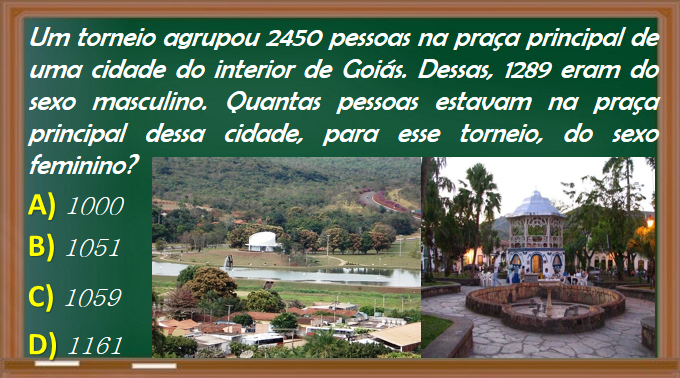 Um torneio agrupou 2450 pessoas na praça principal de
uma cidade do interior de Goiás. Dessas, 1289 eram do
sexo masculino. Quantas pessoas estavam na praça
principal dessa cidade, para esse torneio, do sexo
feminino?
A) 1000
B) 1051
C) 1059
D) 1161